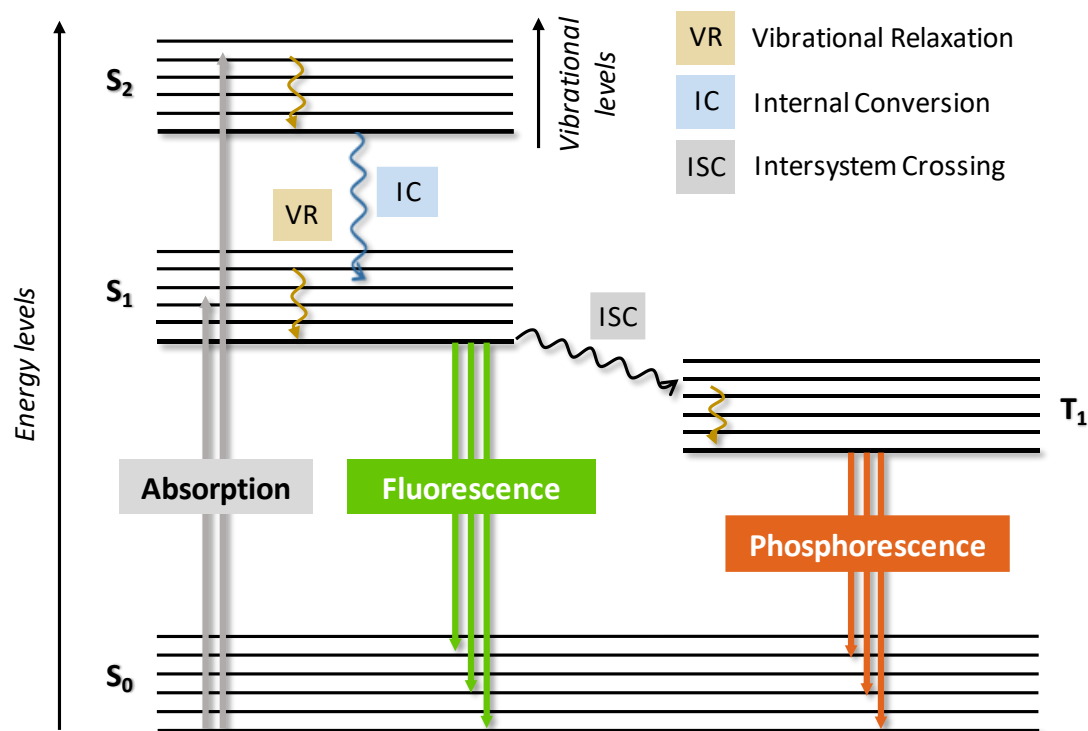 Energy levels
S₂
S₁
S₀
T₁
Vibrational
levels
VR
Vibrational Relaxation
IC
Internal Conversion
ISC
Intersystem Crossing
VR
IC
ISC
Absorption
Fluorescence
Phosphorescence